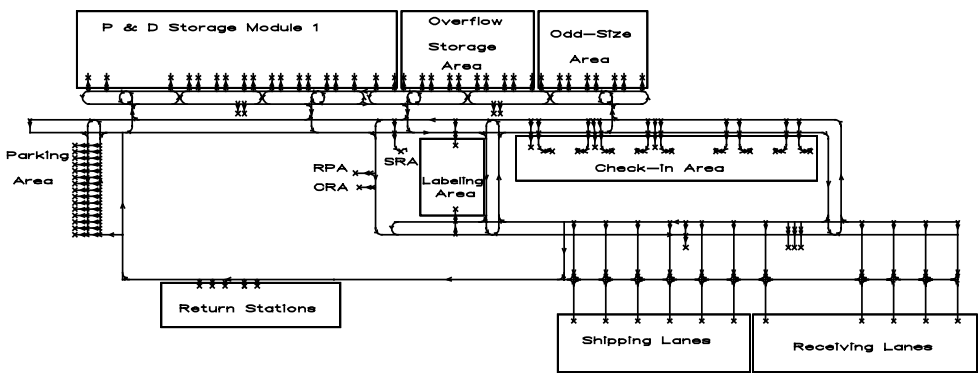 P & D Storage Module 1
Overflow
Storage
Area
Odd-Size
Area
Parking
Area
RPA
CRA
SRA
Labeling
Area
Check-in Area
Return Stations
Shipping Lanes
Receiving Lanes